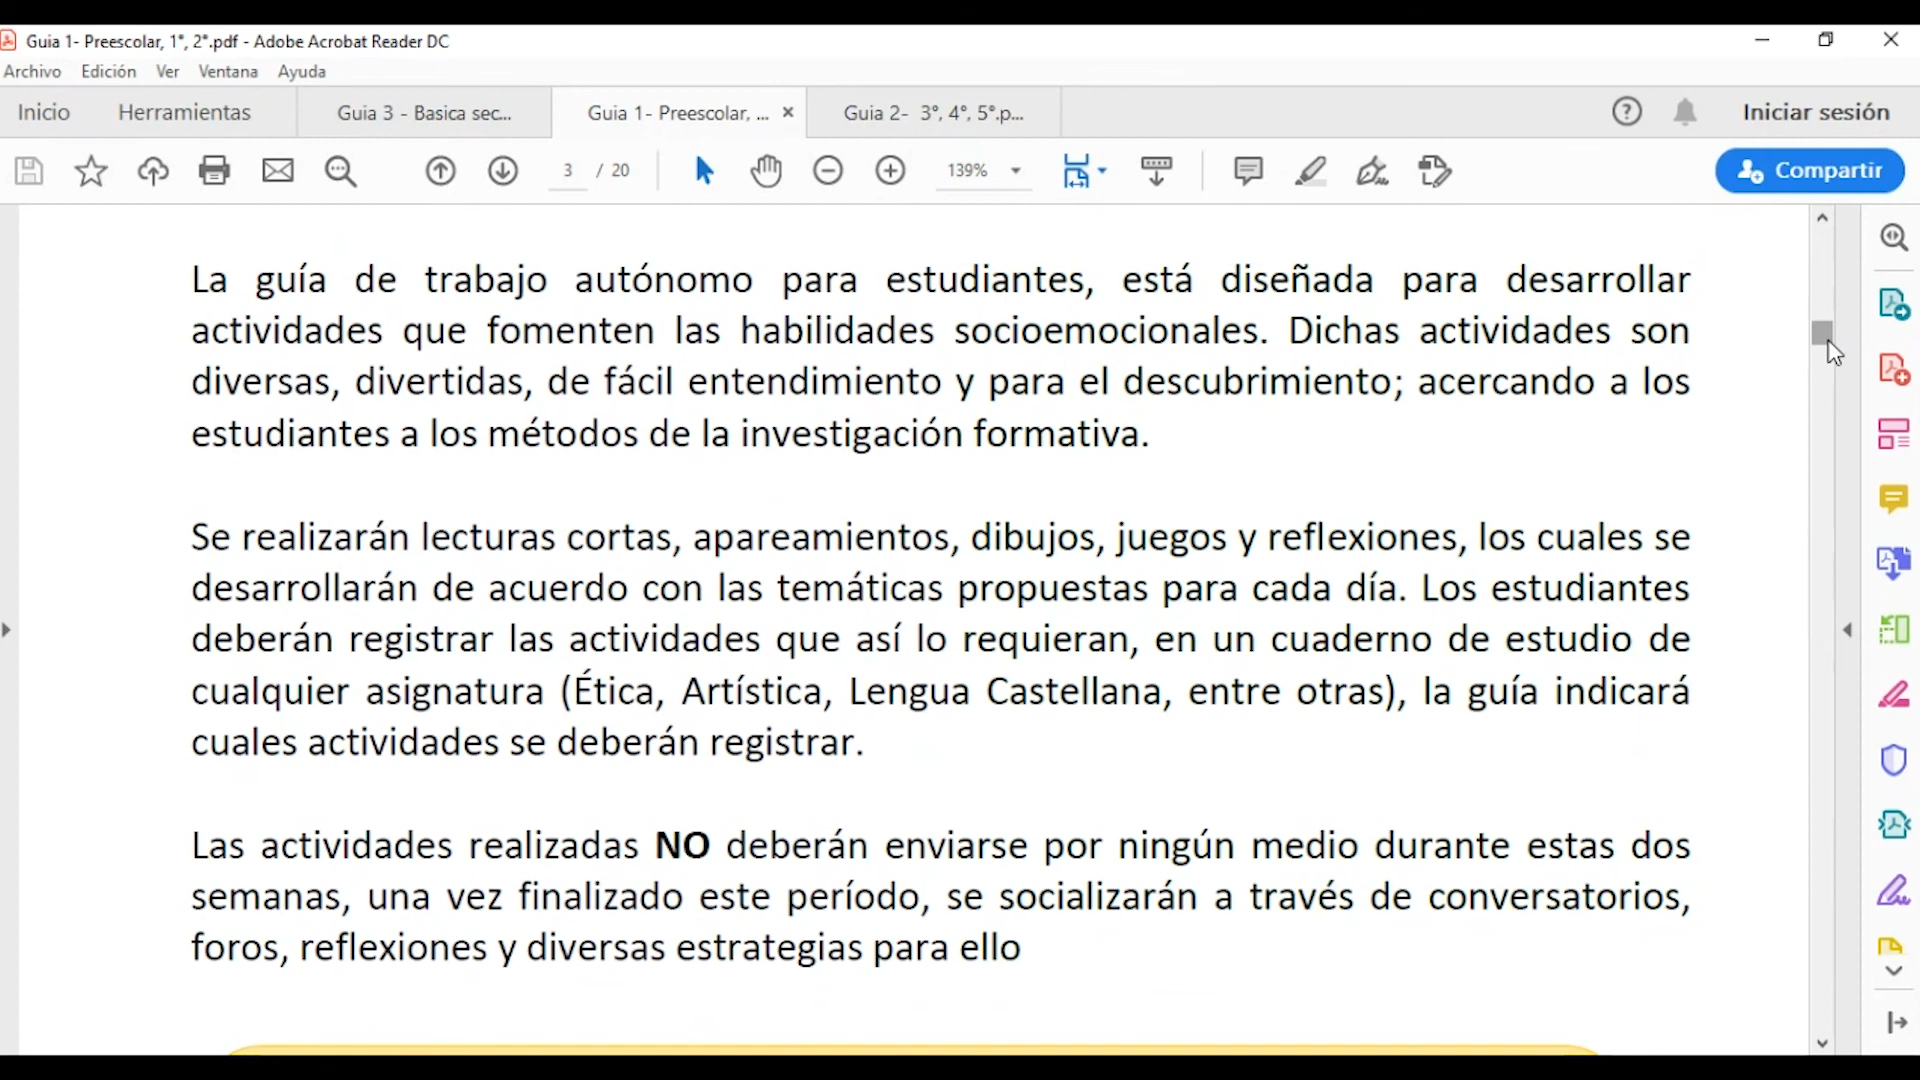 Guia 1- Preescolar, 1°, 2°.pdf - Adobe Acrobat Reader DC
Archivo Edición Ver Ventana Ayuda
Inicio Herramientas Guia 3 - Basica sec... Guia 1- Preescolar, ... × Guia 2- 3°, 4°, 5°.p... Iniciar sesión
3 / 20 139% Compartir
La guía de trabajo autónomo para estudiantes, está diseñada para desarrollar
actividades que fomenten las habilidades socioemocionales. Dichas actividades son
diversas, divertidas, de fácil entendimiento y para el descubrimiento; acercando a los
estudiantes a los métodos de la investigación formativa.
Se realizarán lecturas cortas, apareamientos, dibujos, juegos y reflexiones, los cuales se
desarrollarán de acuerdo con las temáticas propuestas para cada día. Los estudiantes
deberán registrar las actividades que así lo requieran, en un cuaderno de estudio de
cualquier asignatura (Ética, Artística, Lengua Castellana, entre otras), la guía indicará
cuales actividades se deberán registrar.
Las actividades realizadas NO deberán enviarse por ningún medio durante estas dos
semanas, una vez finalizado este período, se socializarán a través de conversatorios,
foros, reflexiones y diversas estrategias para ello